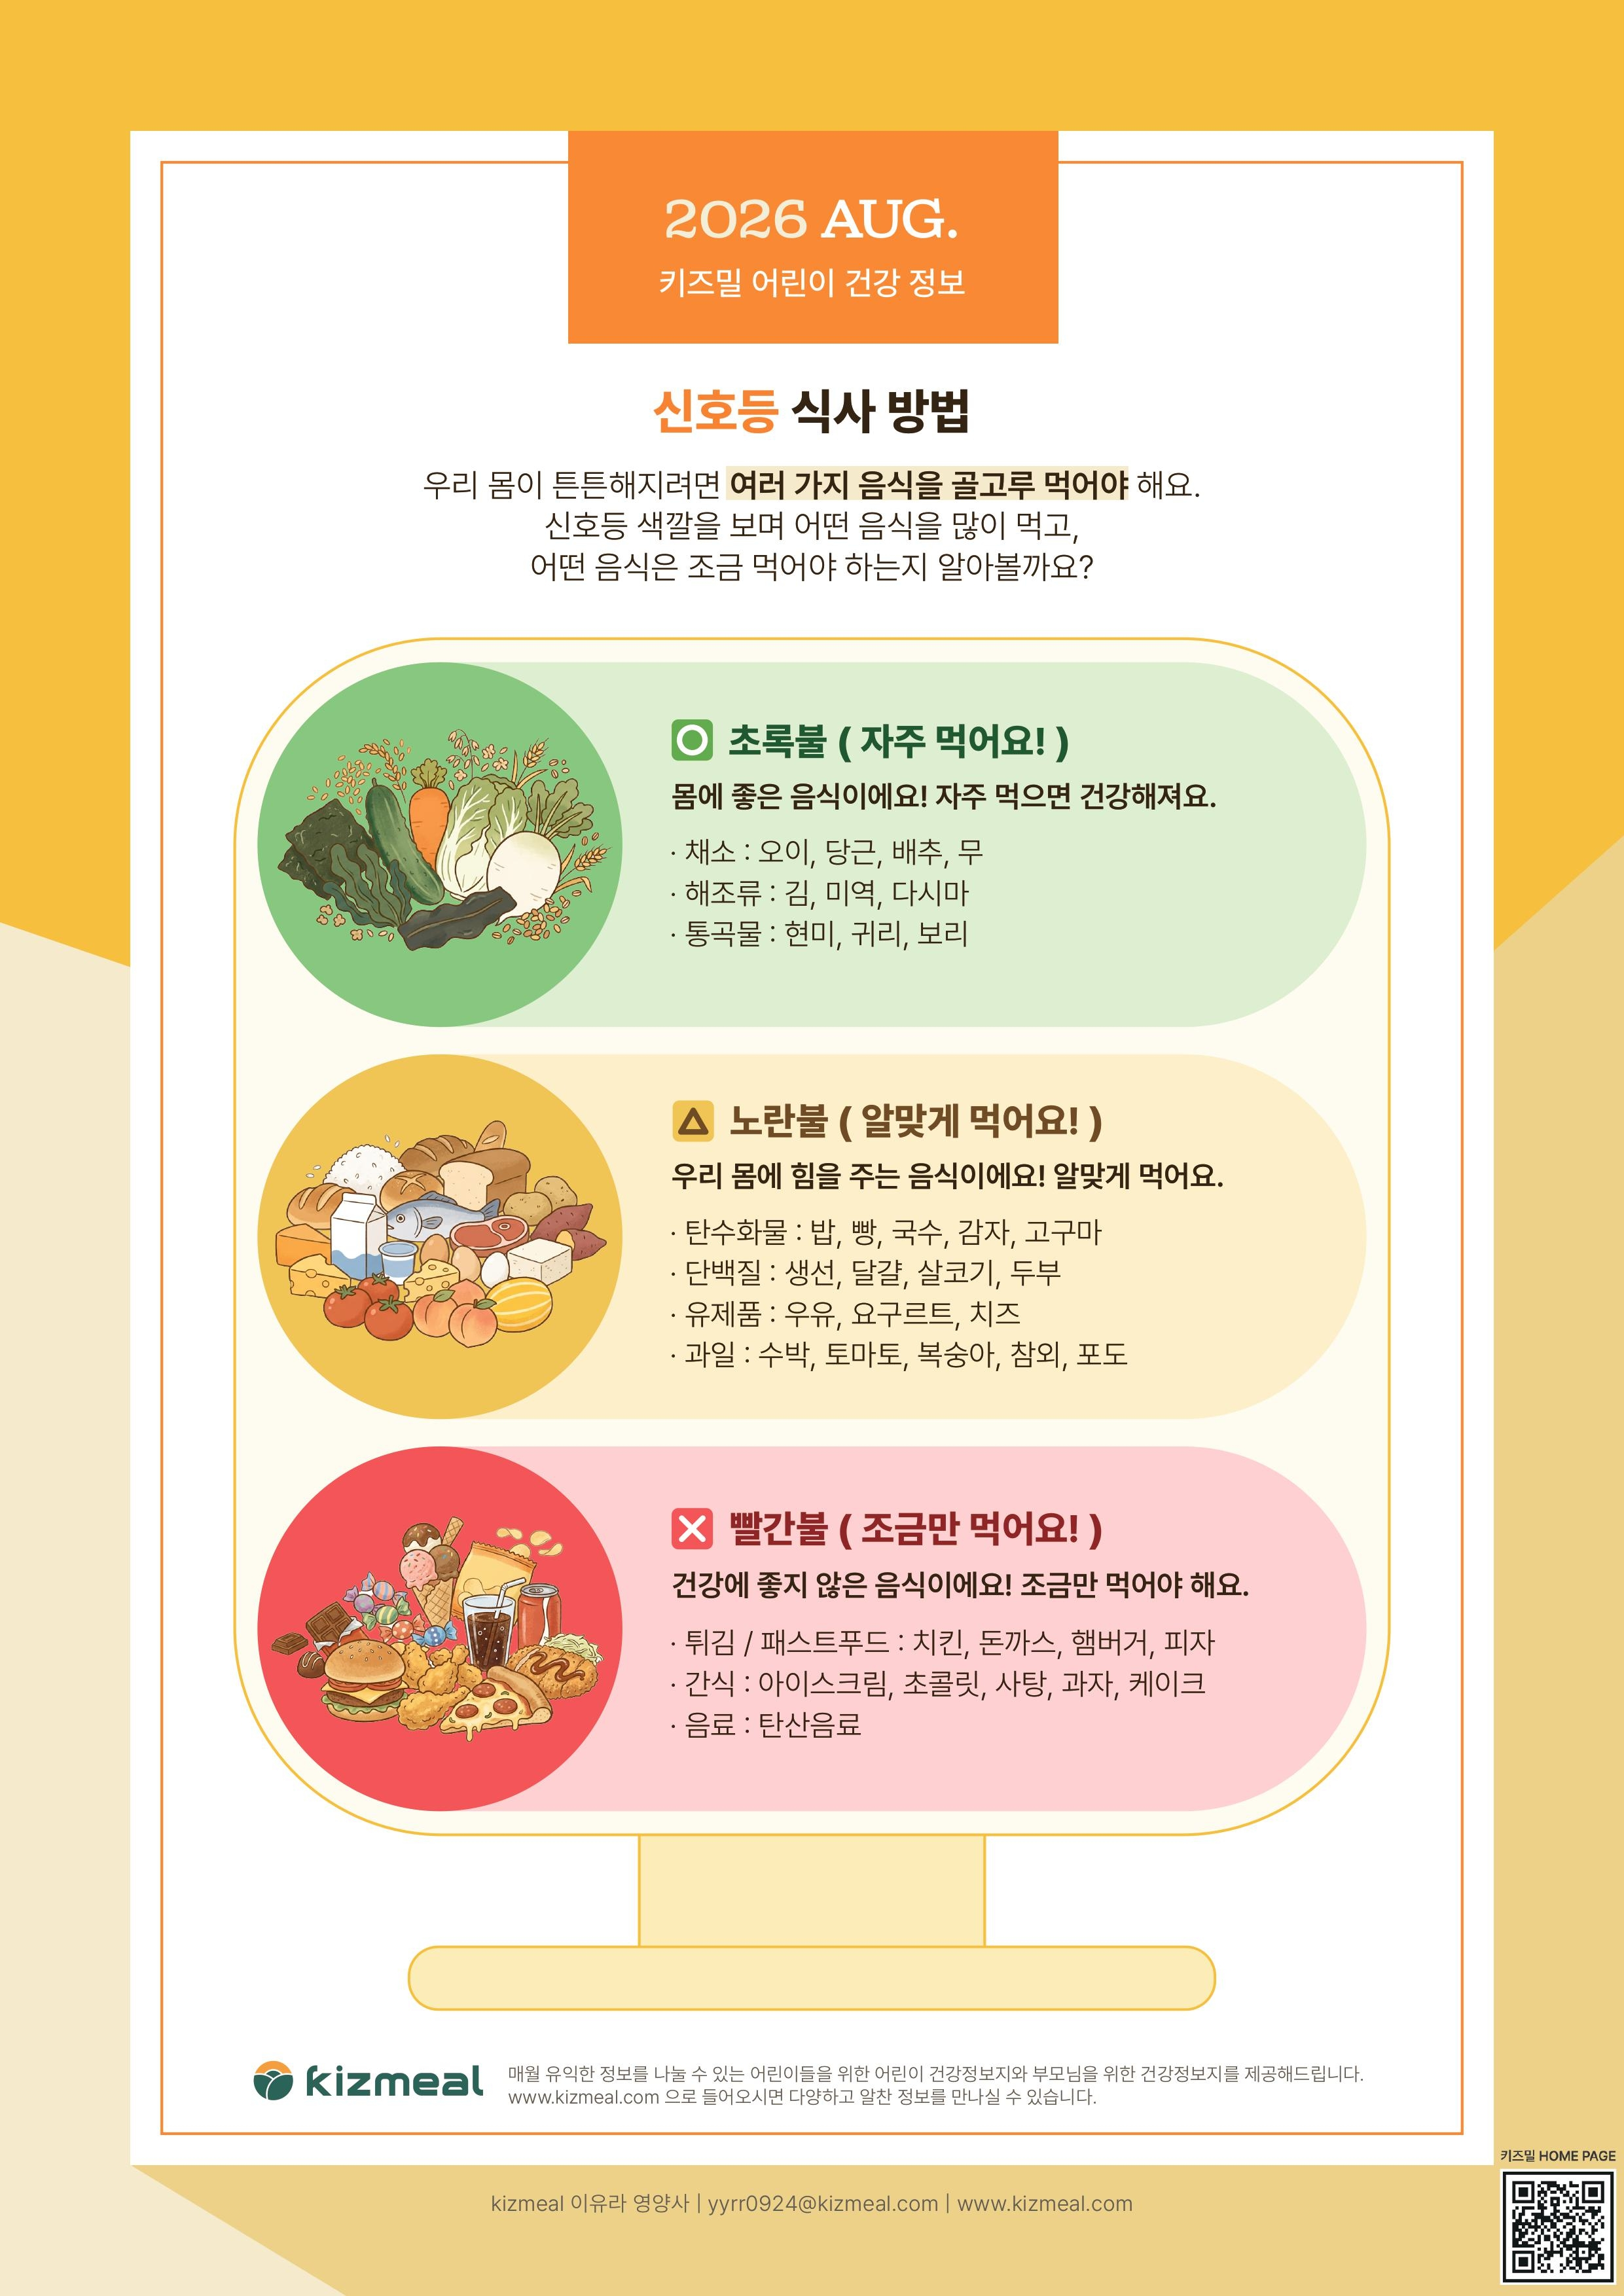 2026 AUG.
키즈밀 어린이 건강 정보
신호등 식사 방법
우리 몸이 튼튼해지려면 여러 가지 음식을 골고루 먹어야 해요.
신호등 색깔을 보며 어떤 음식을 많이 먹고,
어떤 음식은 조금 먹어야 하는지 알아볼까요?
초록불 ( 자주 먹어요! )
몸에 좋은 음식이에요! 자주 먹으면 건강해져요.
· 채소 : 오이, 당근, 배추, 무
· 해조류 : 김, 미역, 다시마
· 통곡물 : 현미, 귀리, 보리
노란불 ( 알맞게 먹어요! )
우리 몸에 힘을 주는 음식이에요! 알맞게 먹어요.
· 탄수화물 : 밥, 빵, 국수, 감자, 고구마
· 단백질 : 생선, 달걀, 살코기, 두부
· 유제품 : 우유, 요구르트, 치즈
· 과일 : 수박, 토마토, 복숭아, 참외, 포도
빨간불 ( 조금만 먹어요! )
건강에 좋지 않은 음식이에요! 조금만 먹어야 해요.
· 튀김 / 패스트푸드 : 치킨, 돈까스, 햄버거, 피자
· 간식 : 아이스크림, 초콜릿, 사탕, 과자, 케이크
· 음료 : 탄산음료
kizmeal
매월 유익한 정보를 나눌 수 있는 어린이들을 위한 어린이 건강정보지와 부모님을 위한 건강정보지를 제공해드립니다.
www.kizmeal.com 으로 들어오시면 다양하고 알찬 정보를 만나실 수 있습니다.
키즈밀 HOME PAGE
kizmeal 이유라 영양사 | yyrr0924@kizmeal.com | www.kizmeal.com